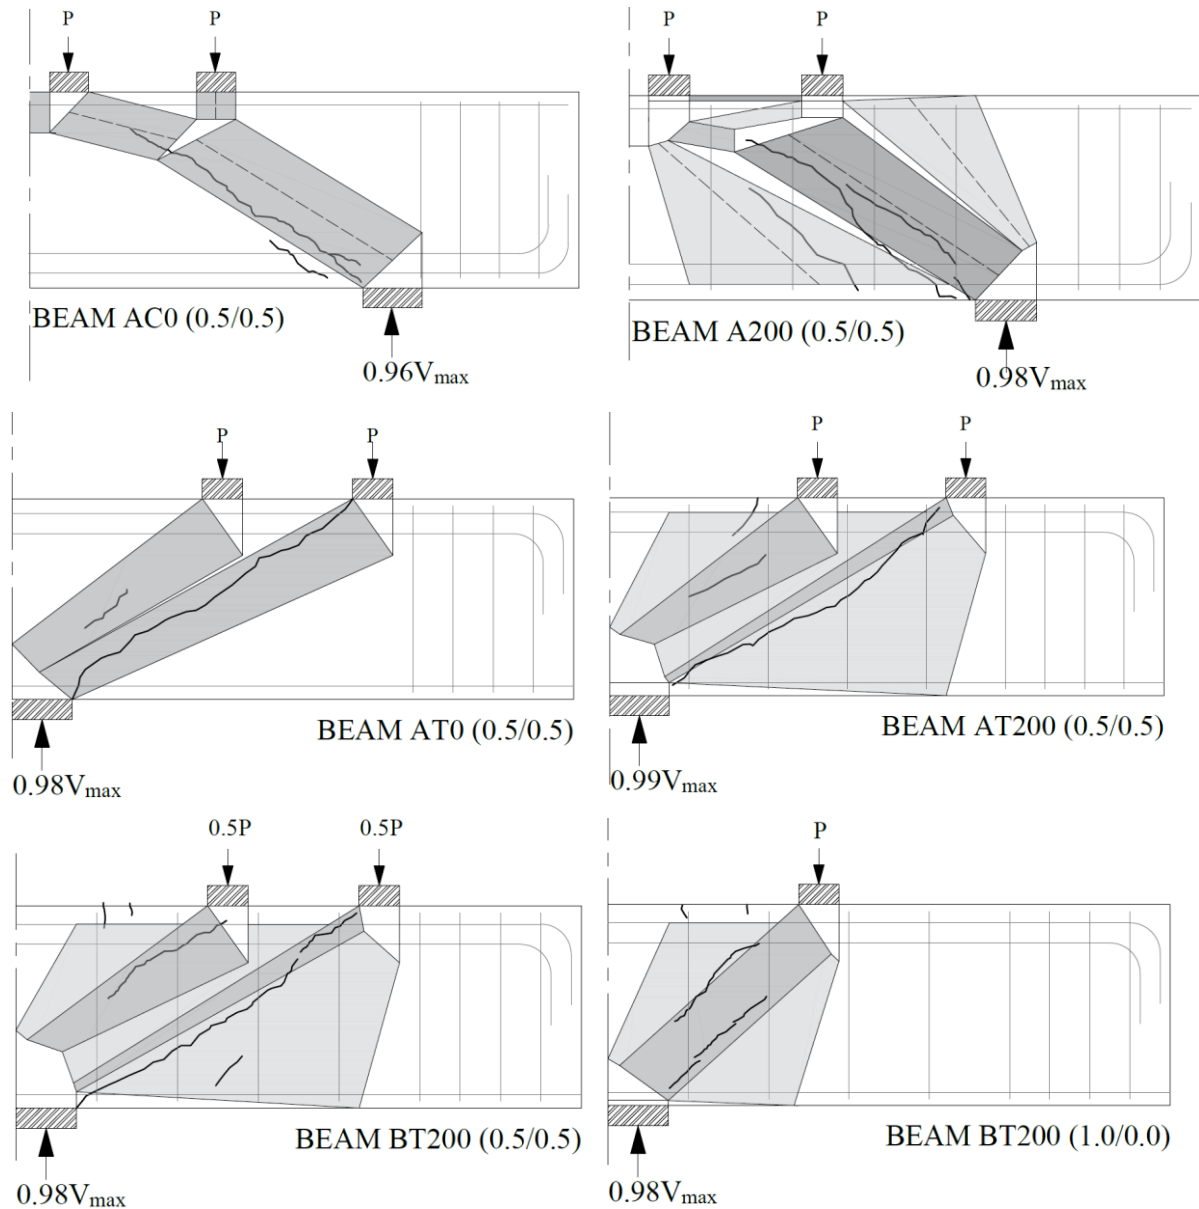 P P
P P
BEAM AC0 (0.5/0.5)
0.96Vmax
BEAM A200 (0.5/0.5)
0.98Vmax
P P
P P
BEAM AT0 (0.5/0.5)
0.98Vmax
BEAM AT200 (0.5/0.5)
0.99Vmax
0.5P 0.5P
P
BEAM BT200 (0.5/0.5)
0.98Vmax
BEAM BT200 (1.0/0.0)
0.98Vmax